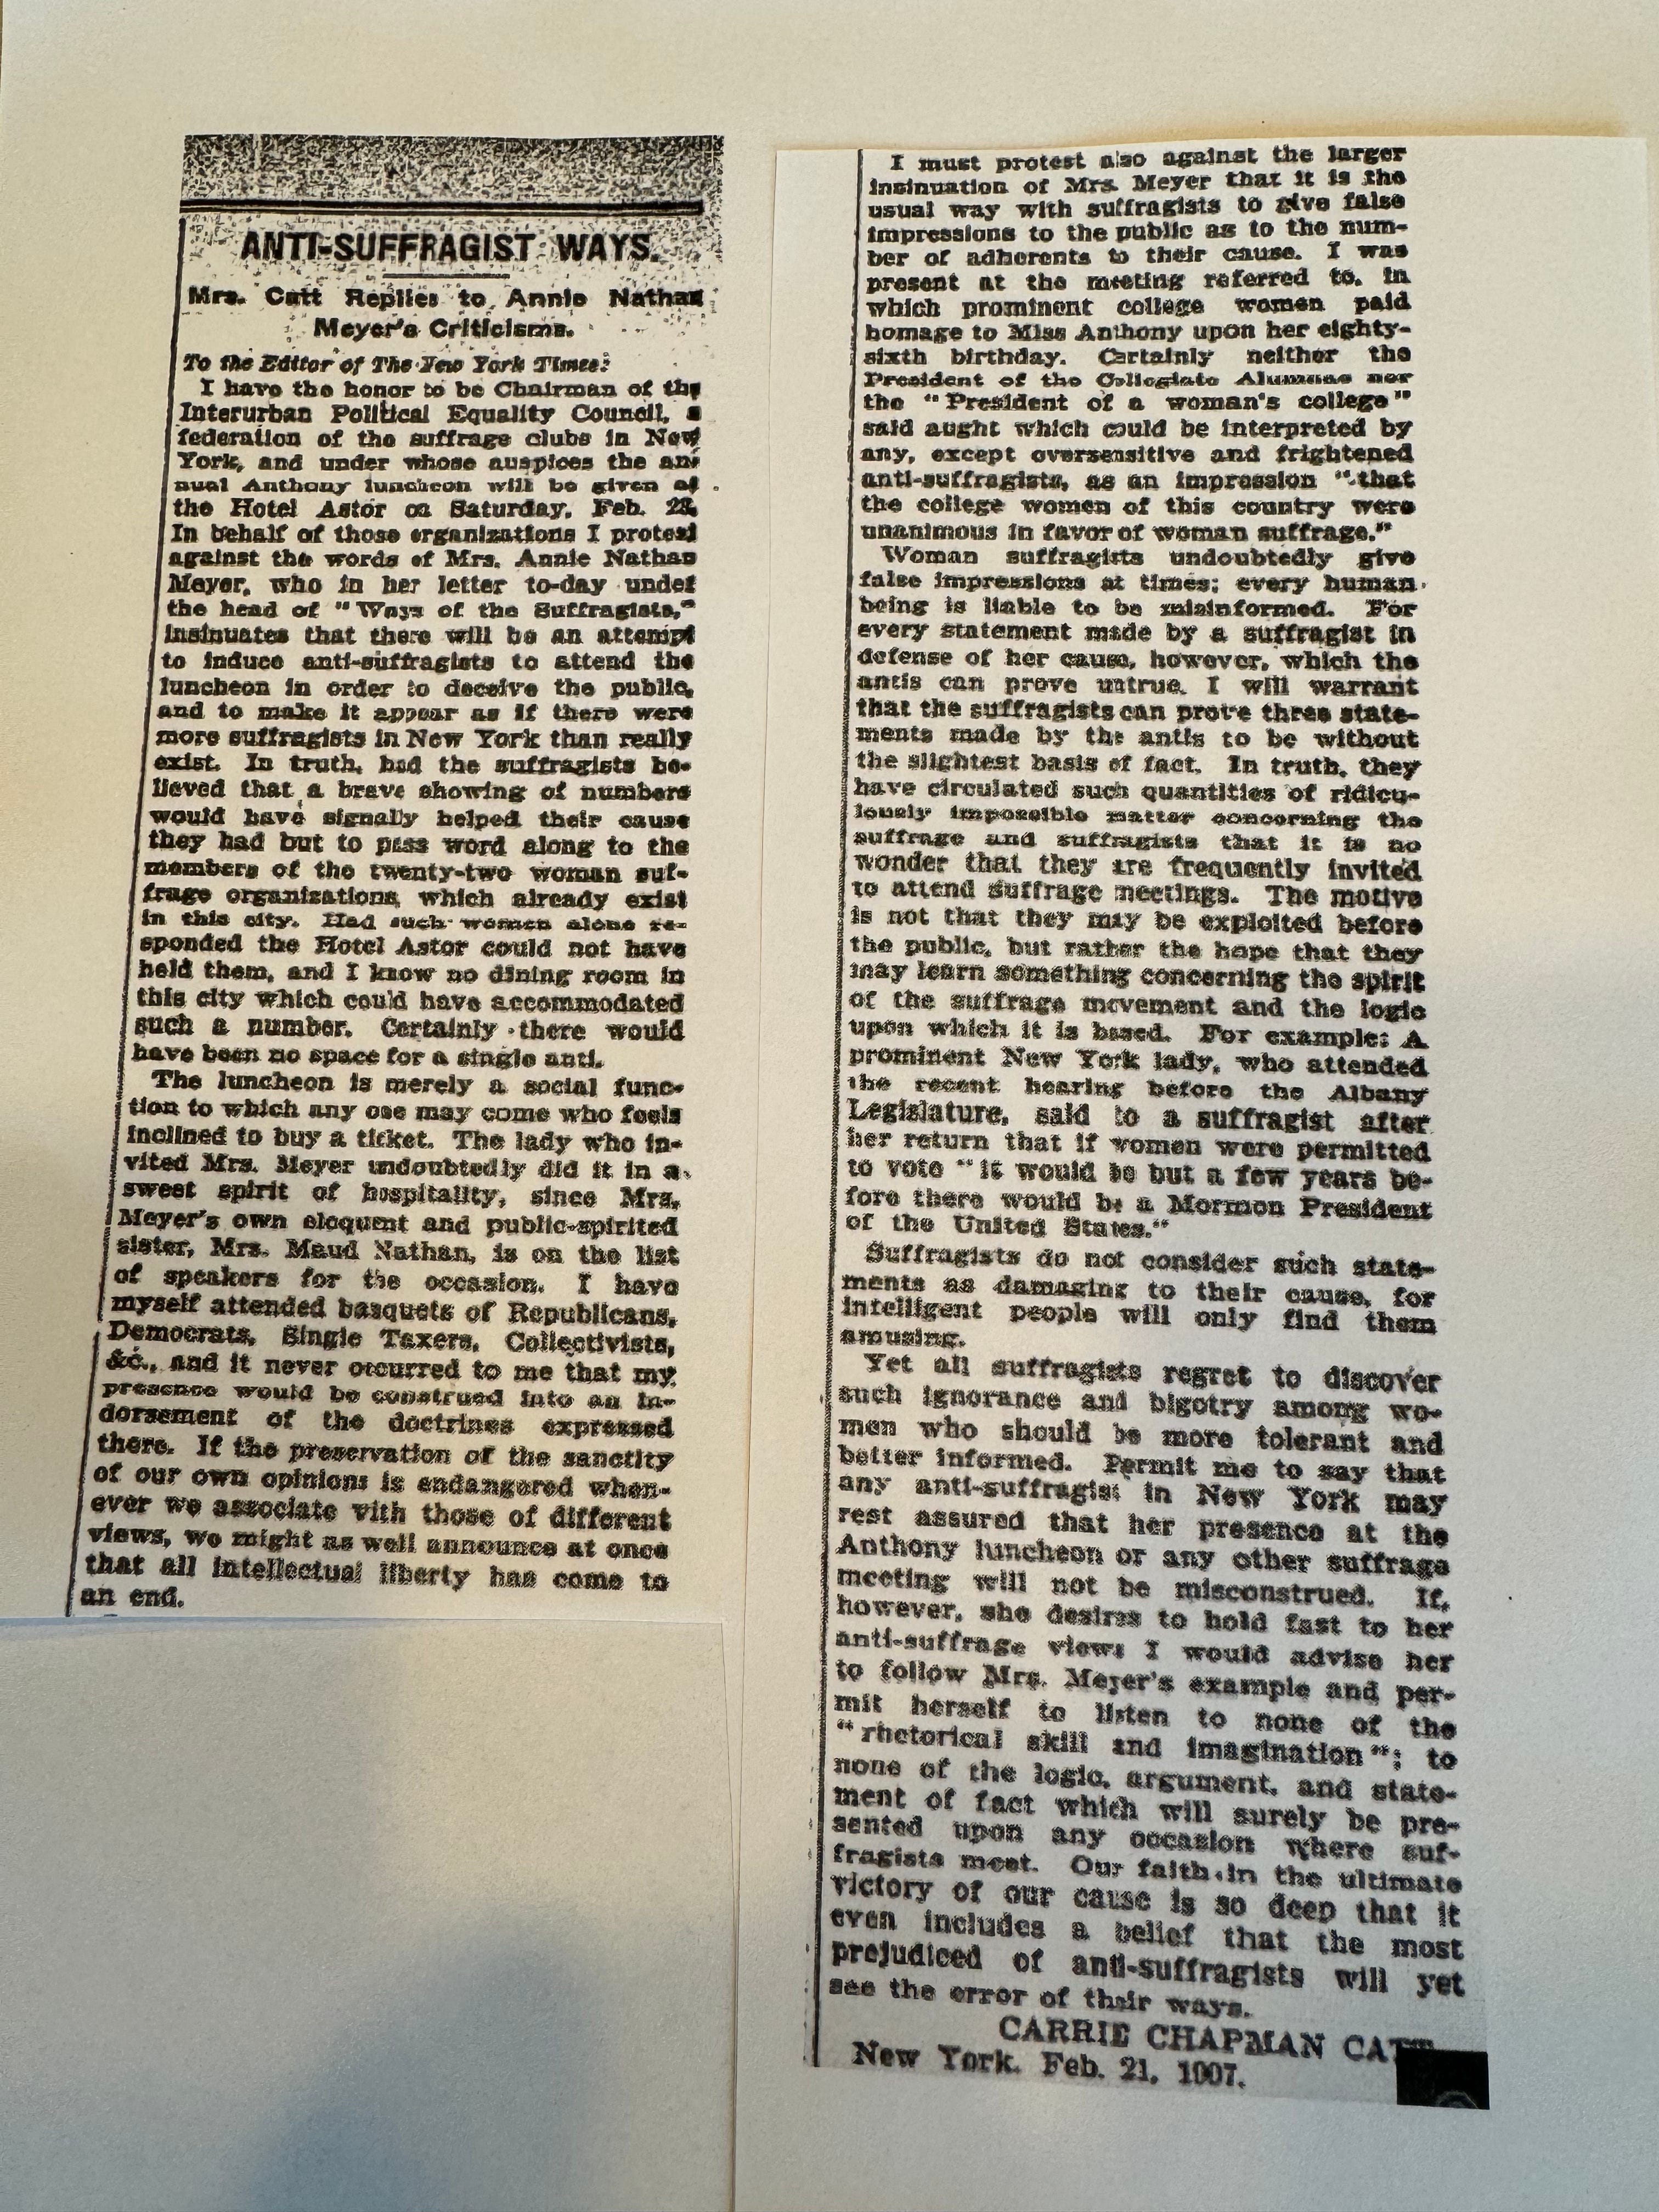 ANTI-SUFFRAGIST WAYS.
Mrs. Catt Replies to Annie Nathan
Meyer's Criticisms.
To the Editor of The New York Times:
I have the honor to be Chairman of the
Interurban Political Equality Council, a
federation of the suffrage clubs in New
York, and under whose auspices the an-
nual Anthony luncheon will be given at
the Hotel Astor on Saturday, Feb. 23.
In behalf of those organizations I protest
against the words of Mrs. Annie Nathan
Meyer, who in her letter to-day under
the head of "Ways of the Suffragists,"
insinuates that there will be an attempt
to induce anti-suffragists to attend the
luncheon in order to deceive the public,
and to make it appear as if there were
more suffragists in New York than really
exist. In truth, had the suffragists be-
lieved that a brave showing of numbers
would have signally helped their cause
they had but to pass word along to the
members of the twenty-two woman suf-
frage organizations, which already exist
in this city. Had such women alone re-
sponded the Hotel Astor could not have
held them, and I know no dining room in
this city which could have accommodated
such a number. Certainly there would
have been no space for a single anti.
The luncheon is merely a social func-
tion to which any one may come who feels
inclined to buy a ticket. The lady who in-
vited Mrs. Meyer undoubtedly did it in a
sweet spirit of hospitality, since Mrs.
Meyer's own eloquent and public-spirited
sister, Mrs. Maud Nathan, is on the list
of speakers for the occasion. I have
myself attended banquets of Republicans,
Democrats, Single Taxers, Collectivists,
&c., and it never occurred to me that my
presence would be construed into an in-
dorsement of the doctrines expressed
there. If the preservation of the sanctity
of our own opinions is endangered when-
ever we associate with those of different
views, we might as well announce at once
that all intellectual liberty has come to
an end.
I must protest also against the larger
insinuation of Mrs. Meyer that it is the
usual way with suffragists to give false
impressions to the public as to the num-
ber of adherents to their cause. I was
present at the meeting referred to, in
which prominent college women paid
homage to Miss Anthony upon her eighty-
sixth birthday. Certainly neither the
President of the Collegiate Alumnae nor
the "President of a woman's college"
said aught which could be interpreted by
any, except oversensitive and frightened
anti-suffragists, as an impression "that
the college women of this country were
unanimous in favor of woman suffrage."
Woman suffragists undoubtedly give
false impressions at times; every human
being is liable to be misinformed. For
every statement made by a suffragist in
defense of her cause, however, which the
antis can prove untrue, I will warrant
that the suffragists can prove three state-
ments made by the antis to be without
the slightest basis of fact. In truth, they
have circulated such quantities of ridicu-
lously impossible matter concerning the
suffrage and suffragists that it is no
wonder that they are frequently invited
to attend suffrage meetings. The motive
is not that they may be exploited before
the public, but rather the hope that they
may learn something concerning the spirit
of the suffrage movement and the logic
upon which it is based. For example: A
prominent New York lady, who attended
the recent hearing before the Albany
Legislature, said to a suffragist after
her return that if women were permitted
to vote "it would be but a few years be-
fore there would be a Mormon President
of the United States."
Suffragists do not consider such state-
ments as damaging to their cause, for
intelligent people will only find them
amusing.
Yet all suffragists regret to discover
such ignorance and bigotry among wo-
men who should be more tolerant and
better informed. Permit me to say that
any anti-suffragist in New York may
rest assured that her presence at the
Anthony luncheon or any other suffrage
meeting will not be misconstrued. If,
however, she desires to hold fast to her
anti-suffrage views I would advise her
to follow Mrs. Meyer's example and per-
mit herself to listen to none of the
"rhetorical skill and imagination"; to
none of the logic, argument, and state-
ment of fact which will surely be pre-
sented upon any occasion where suf-
fragists meet. Our faith in the ultimate
victory of our cause is so deep that it
even includes a belief that the most
prejudiced of anti-suffragists will yet
see the error of their ways.
CARRIE CHAPMAN CATT
New York, Feb. 21, 1907.